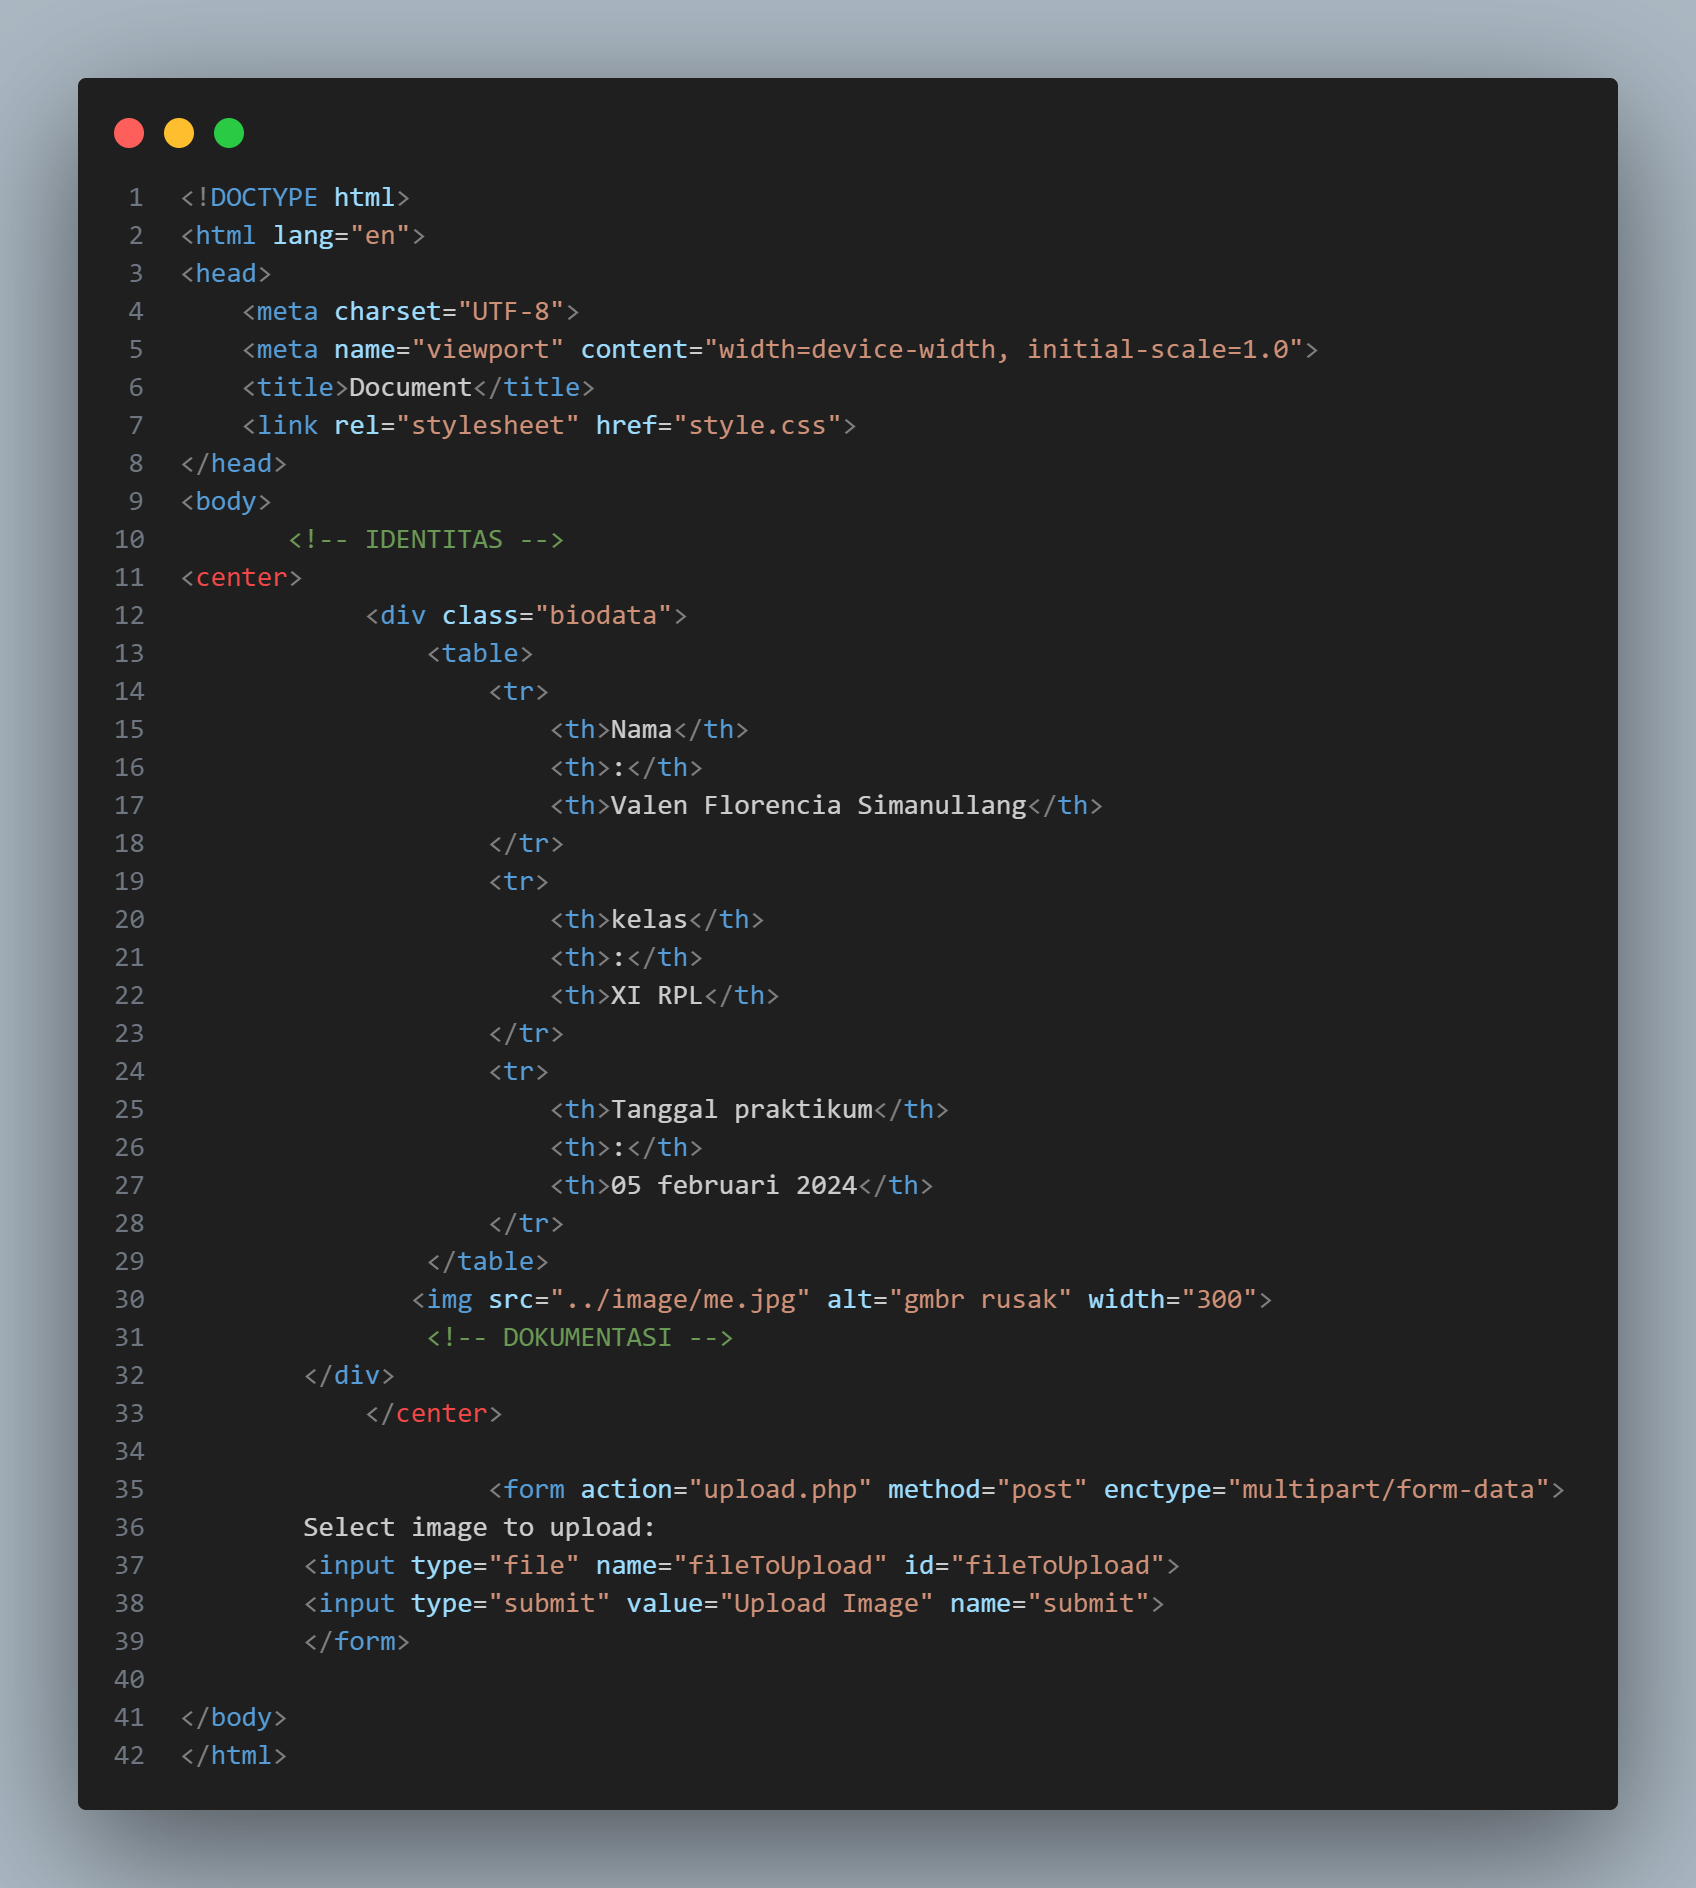 1 <!DOCTYPE html>
2 <html lang="en">
3 <head>
4     <meta charset="UTF-8">
5     <meta name="viewport" content="width=device-width, initial-scale=1.0">
6     <title>Document</title>
7     <link rel="stylesheet" href="style.css">
8 </head>
9 <body>
10        <!-- IDENTITAS -->
11 <center>
12             <div class="biodata">
13                 <table>
14                     <tr>
15                         <th>Nama</th>
16                         <th>:</th>
17                         <th>Valen Florencia Simanullang</th>
18                     </tr>
19                     <tr>
20                         <th>kelas</th>
21                         <th>:</th>
22                         <th>XI RPL</th>
23                     </tr>
24                     <tr>
25                         <th>Tanggal praktikum</th>
26                         <th>:</th>
27                         <th>05 februari 2024</th>
28                     </tr>
29                 </table>
30                <img src="../image/me.jpg" alt="gmbr rusak" width="300">
31                 <!-- DOKUMENTASI -->
32         </div>
33             </center>
34
35                     <form action="upload.php" method="post" enctype="multipart/form-data">
36         Select image to upload:
37         <input type="file" name="fileToUpload" id="fileToUpload">
38         <input type="submit" value="Upload Image" name="submit">
39         </form>
40
41 </body>
42 </html>